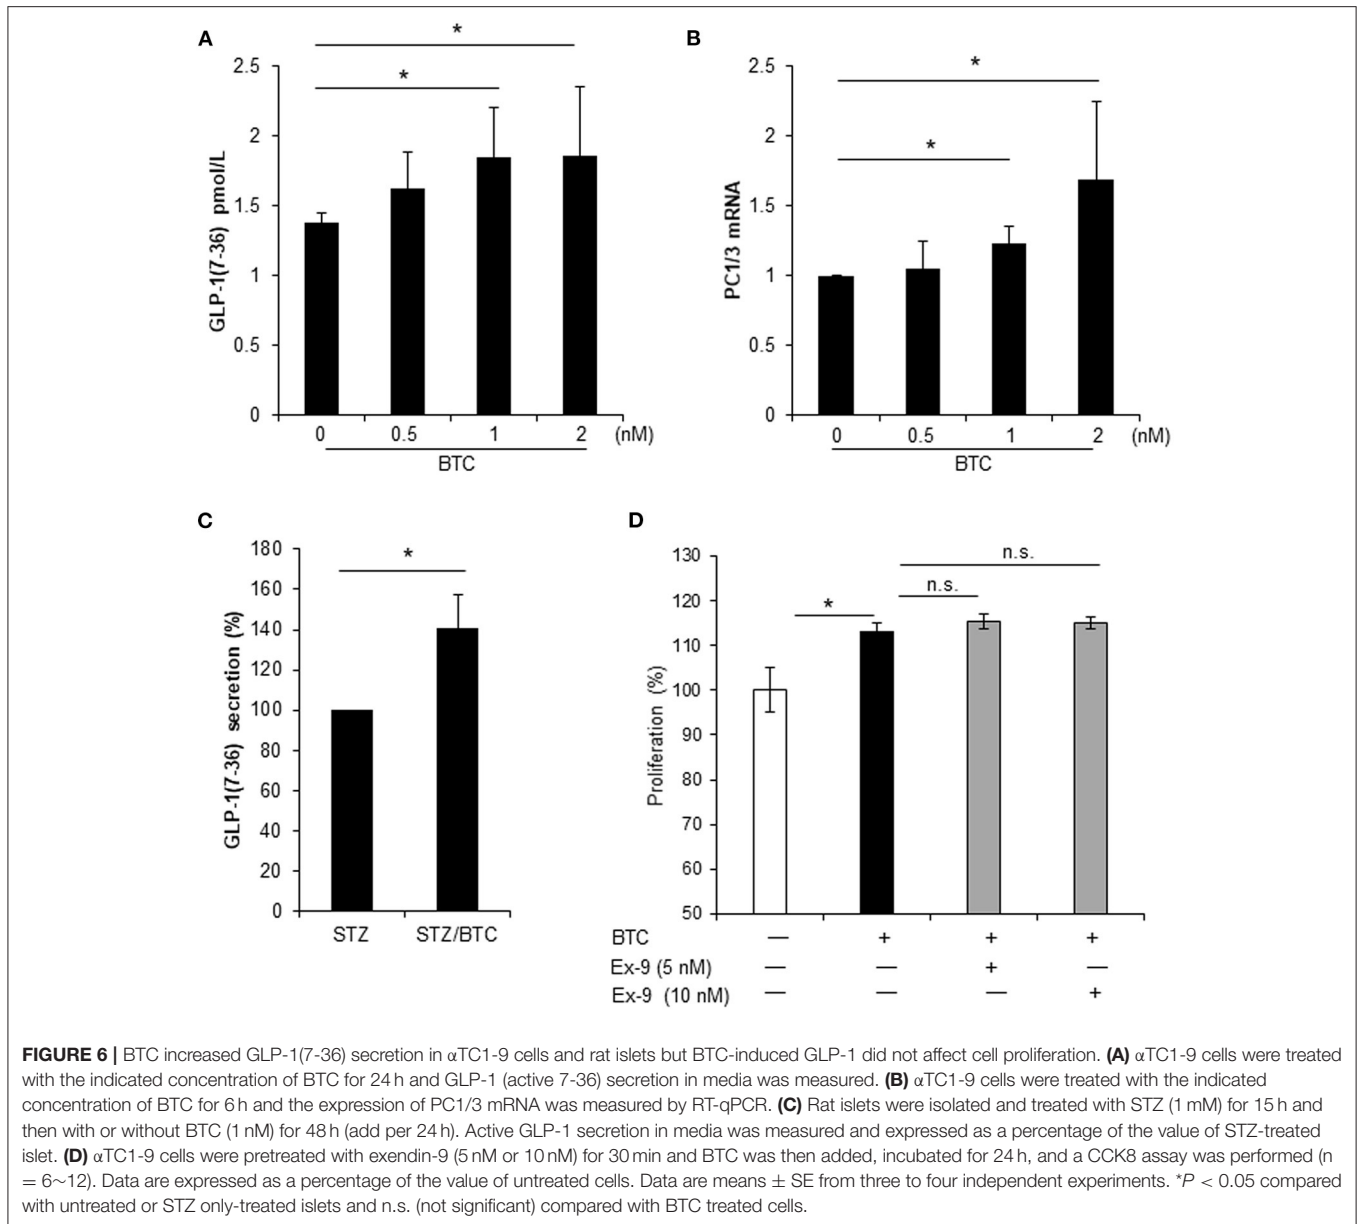 A
*
*
2.5
2
1.5
1
0.5
0
GLP-1(7-36) pmol/L
0 0.5 1 2 (nM)
BTC
B
*
*
2.5
2
1.5
1
0.5
0
PC1/3 mRNA
0 0.5 1 2 (nM)
BTC
C
*
180
160
140
120
100
80
60
40
20
0
GLP-1(7-36) secretion (%)
STZ STZ/BTC
D
n.s.
n.s.
*
130
120
110
100
90
80
70
60
50
Proliferation (%)
BTC — + + +
Ex-9 (5 nM) — — + —
Ex-9 (10 nM) — — — +
FIGURE 6 | BTC increased GLP-1(7-36) secretion in αTC1-9 cells and rat islets but BTC-induced GLP-1 did not affect cell proliferation. (A) αTC1-9 cells were treated
with the indicated concentration of BTC for 24 h and GLP-1 (active 7-36) secretion in media was measured. (B) αTC1-9 cells were treated with the indicated
concentration of BTC for 6 h and the expression of PC1/3 mRNA was measured by RT-qPCR. (C) Rat islets were isolated and treated with STZ (1 mM) for 15 h and
then with or without BTC (1 nM) for 48 h (add per 24 h). Active GLP-1 secretion in media was measured and expressed as a percentage of the value of STZ-treated
islet. (D) αTC1-9 cells were pretreated with exendin-9 (5 nM or 10 nM) for 30 min and BTC was then added, incubated for 24 h, and a CCK8 assay was performed (n
= 6~12). Data are expressed as a percentage of the value of untreated cells. Data are means ± SE from three to four independent experiments. *P < 0.05 compared
with untreated or STZ only-treated islets and n.s. (not significant) compared with BTC treated cells.